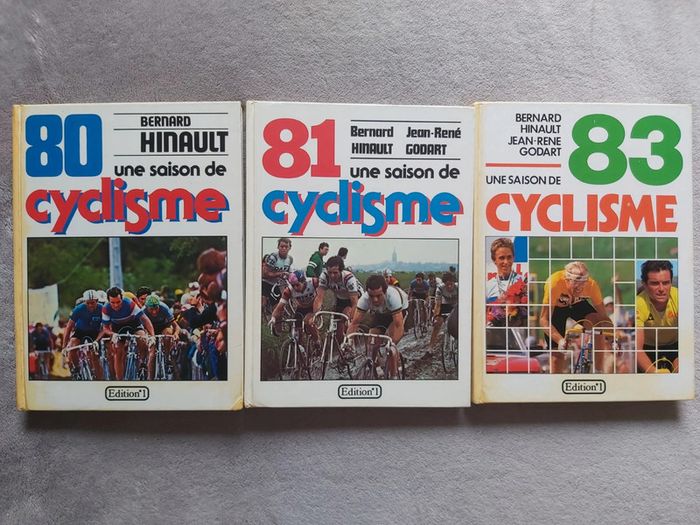 80
BERNARD
HINAULT
une saison de
cyclisme
Edition°1
81
Bernard Jean-René
HINAULT GODART
une saison de
cyclisme
Edition°1
BERNARD
HINAULT
JEAN-RENE
GODART
83
UNE SAISON DE
CYCLISME
Edition°1